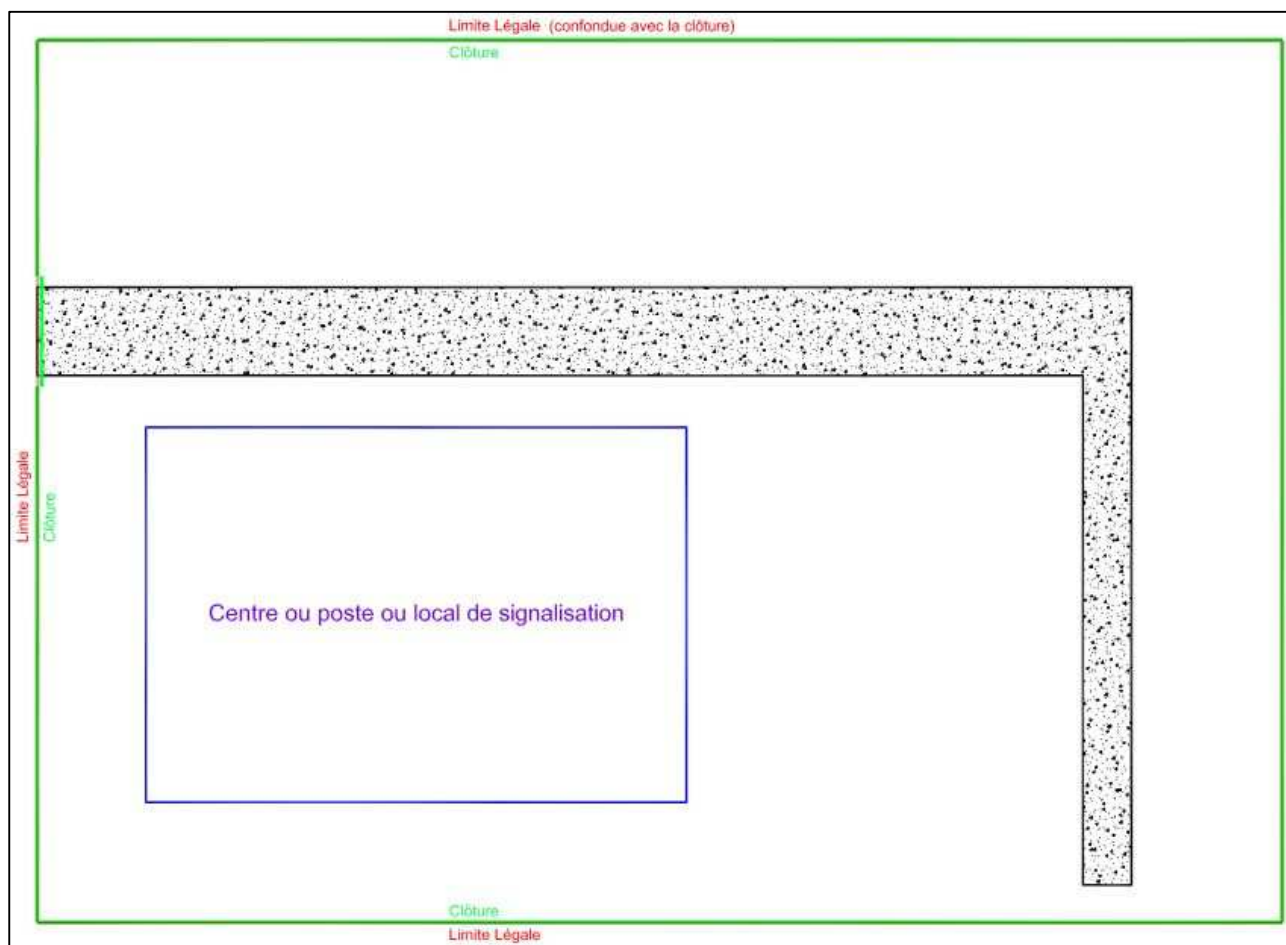 Limite Légale (confondue avec la clôture)
Clôture
Limite Légale
Clôture
Centre ou poste ou local de signalisation
Clôture
Limite Légale